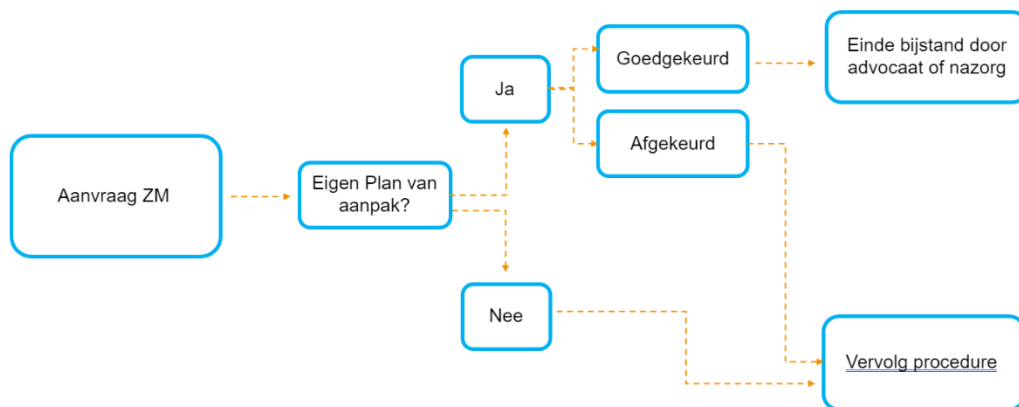 Aanvraag ZM
Eigen Plan van
aanpak?
Ja
Nee
Goedgekeurd
Afgekeurd
Einde bijstand door
advocaat of nazorg
Vervolg procedure